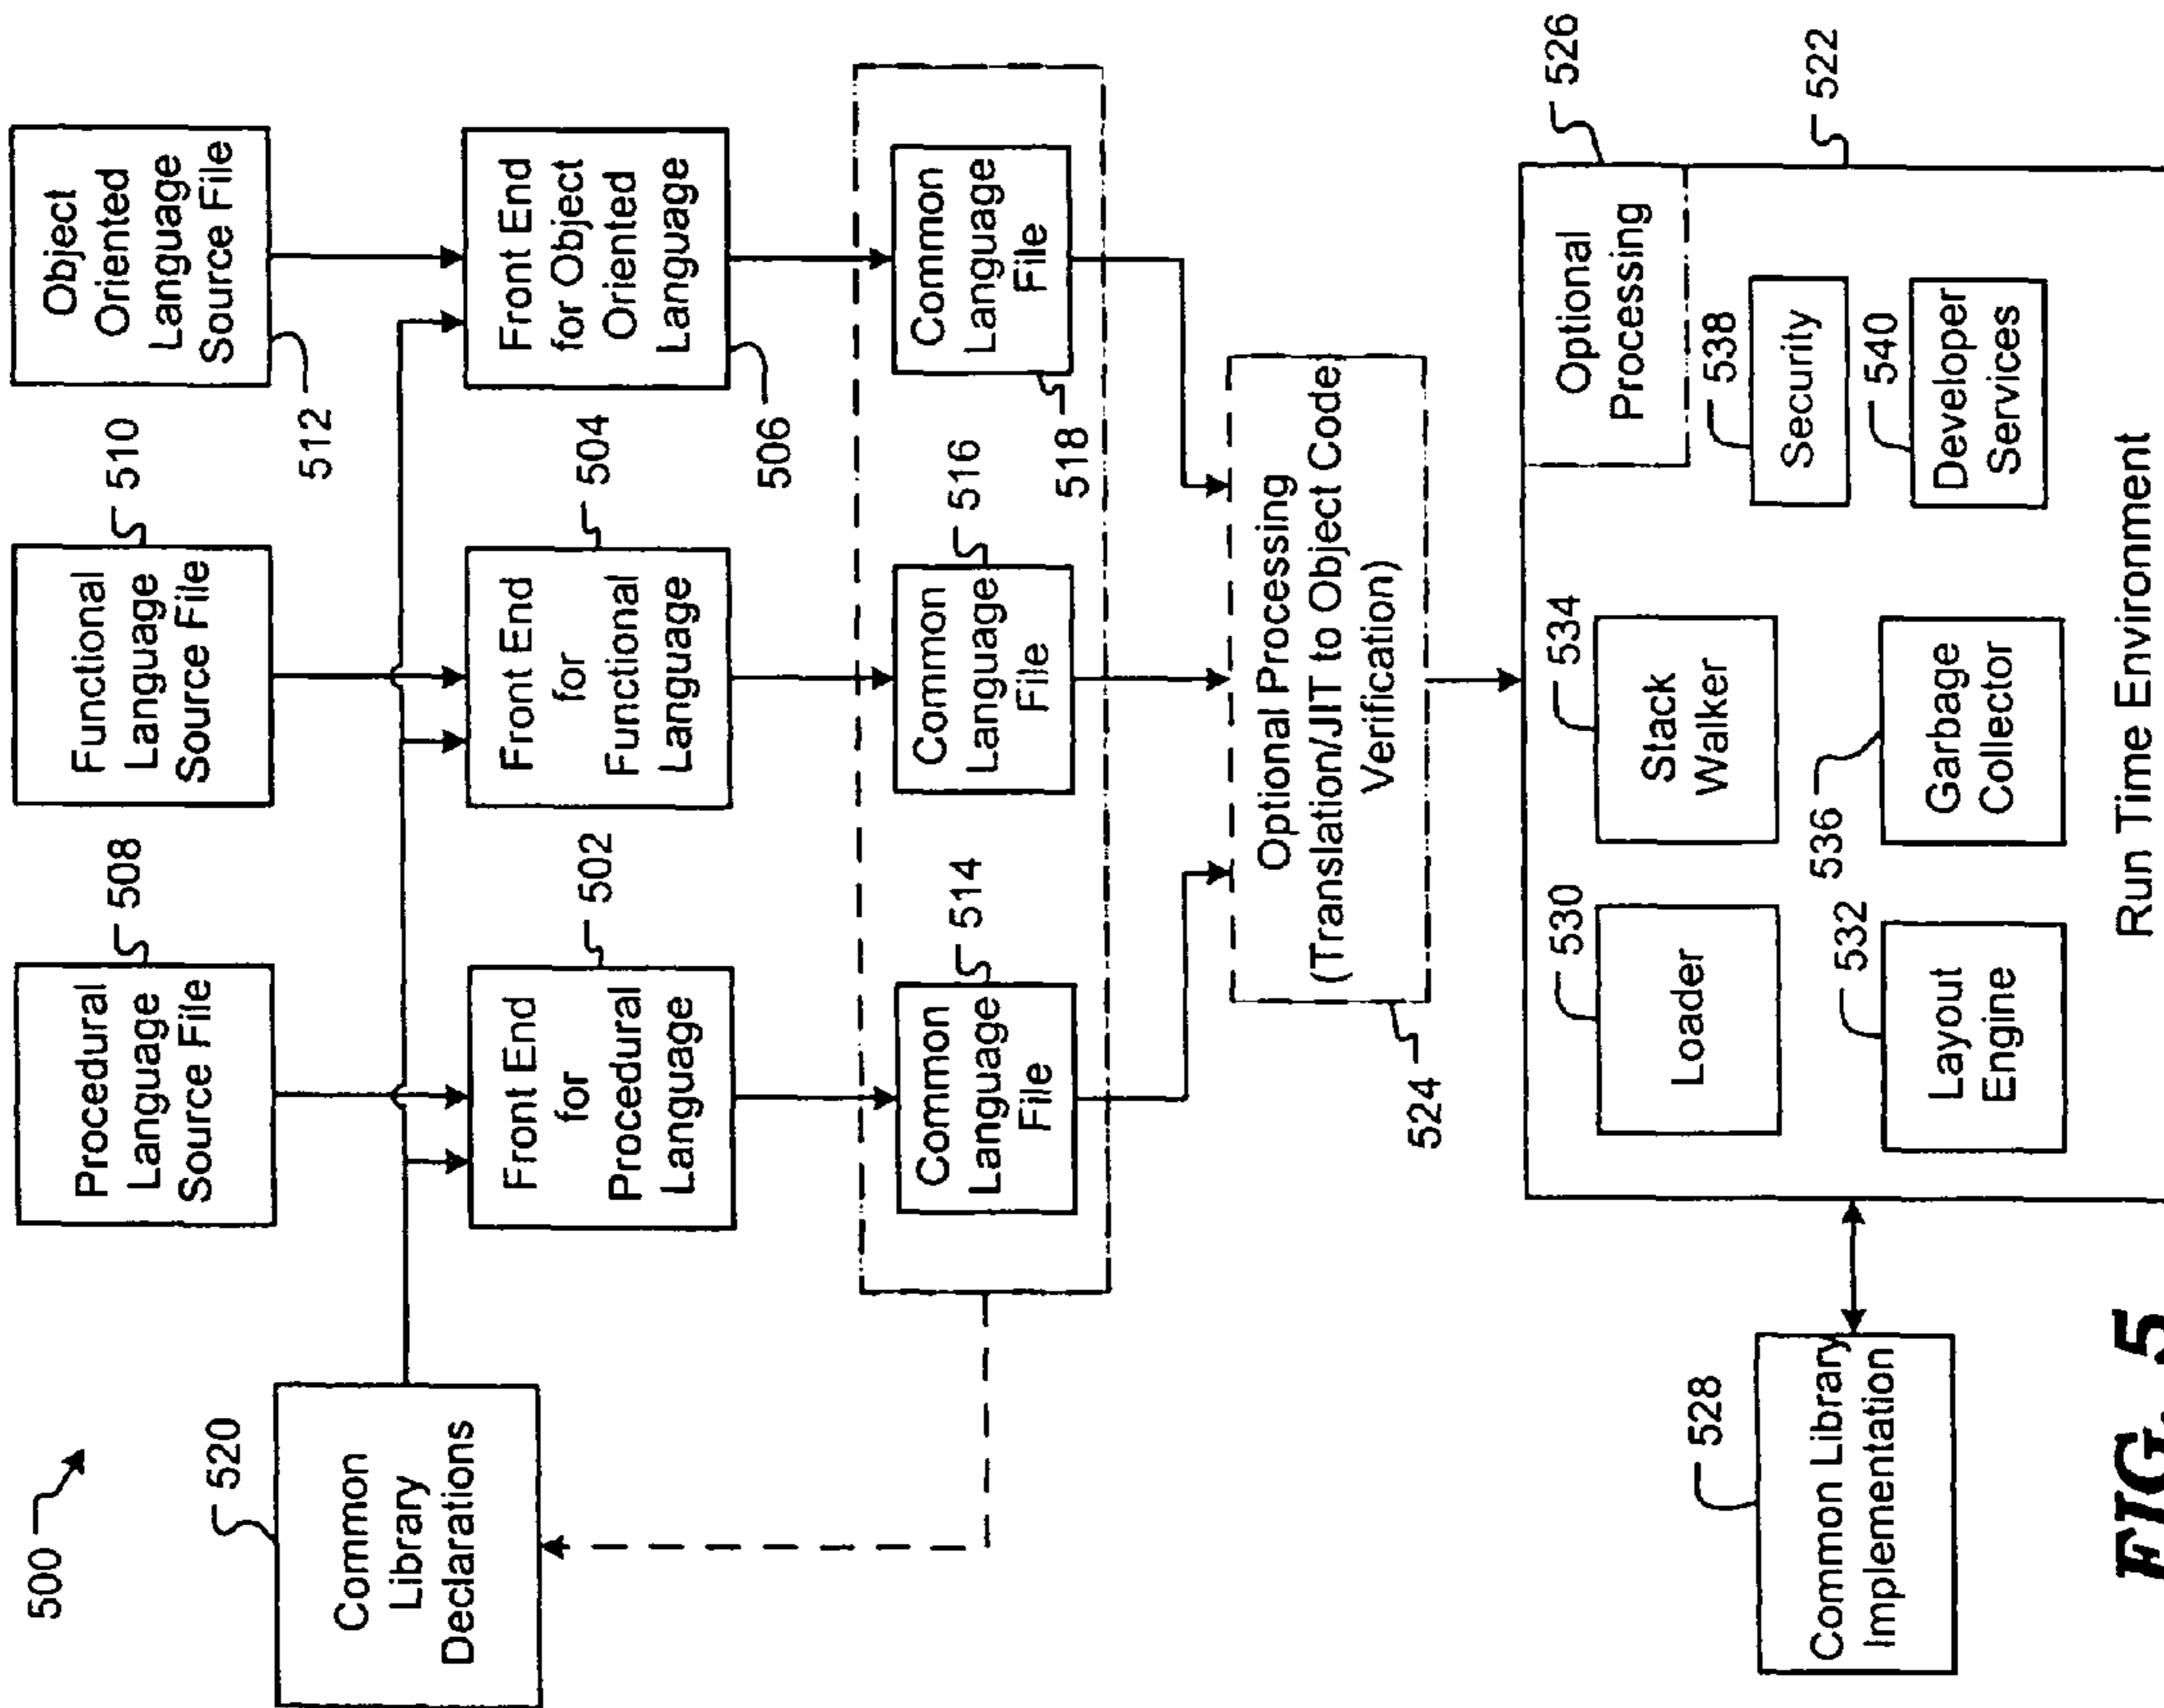 500
520
Common
Library
Declarations
508
Procedural
Language
Source File
510
Functional
Language
Source File
Object
Oriented
Language
Source File
512
502
Front End
for
Procedural
Language
504
Front End
for
Functional
Language
Front End
for Object
Oriented
Language
506
514
Common
Language
File
516
Common
Language
File
Common
Language
File
518
Optional Processing
(Translation/JIT to Object Code
Verification)
524
528
Common Library
Implementation
526
Optional
Processing
522
530
Loader
534
Stack
Walker
538
Security
532
Layout
Engine
536
Garbage
Collector
540
Developer
Services
Run Time Environment
FIG. 5